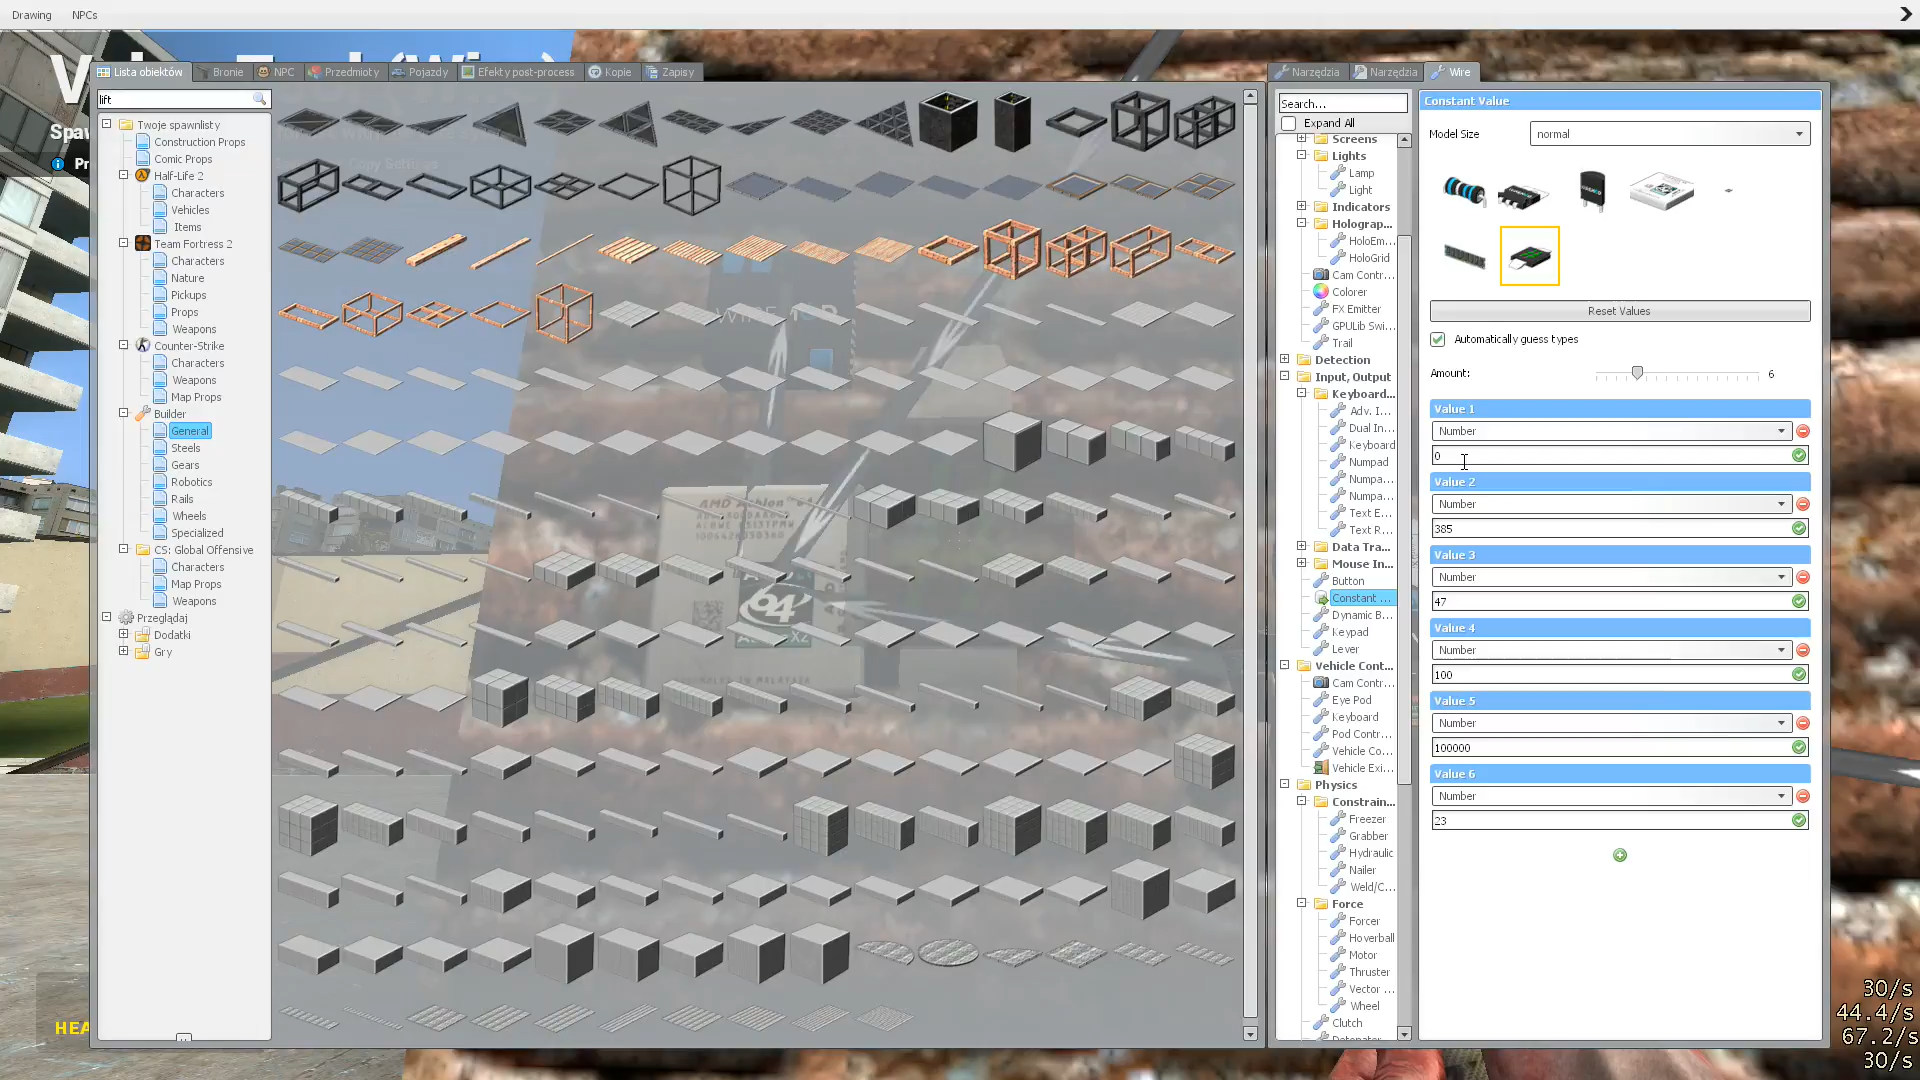 Drawing NPCs
Lista obiektów Bronie NPC Przedmioty Pojazdy Efekty post-process Kopie Zapisy
lift
Twoje spawnlisty
Construction Props
Comic Props
Half-Life 2
Characters
Vehicles
Items
Team Fortress 2
Characters
Nature
Pickups
Props
Weapons
Counter-Strike
Characters
Weapons
Map Props
Builder
General
Steels
Gears
Robotics
Rails
Wheels
Specialized
CS: Global Offensive
Characters
Map Props
Weapons
Przeglądaj
Dodatki
Gry
AMD Athlon
64
Narzędzia Narzędzia Wire
Search...
Expand All
Screens
Lights
Lamp
Light
Indicators
Holograp...
HoloEm...
HoloGrid
Cam Contr...
Colorer
FX Emitter
GPULib Swi...
Trail
Detection
Input, Output
Keyboard...
Adv. I...
Dual In...
Keyboard
Numpad
Numpa...
Numpa...
Text E...
Text R...
Data Tra...
Mouse In...
Button
Constant ...
Dynamic B...
Keypad
Lever
Vehicle Cont...
Cam Contr...
Eye Pod
Keyboard
Pod Contr...
Vehicle Co...
Vehicle Exi...
Physics
Constrain...
Freezer
Grabber
Hydraulic
Nailer
Weld/C...
Force
Forcer
Hoverball
Motor
Thruster
Vector ...
Wheel
Clutch
Constant Value
Model Size normal
Reset Values
Automatically guess types
Amount: 6
Value 1
Number
0
Value 2
Number
385
Value 3
Number
47
Value 4
Number
100
Value 5
Number
100000
Value 6
Number
23
HEA
30/s
44.4/s
67.2/s
30/s